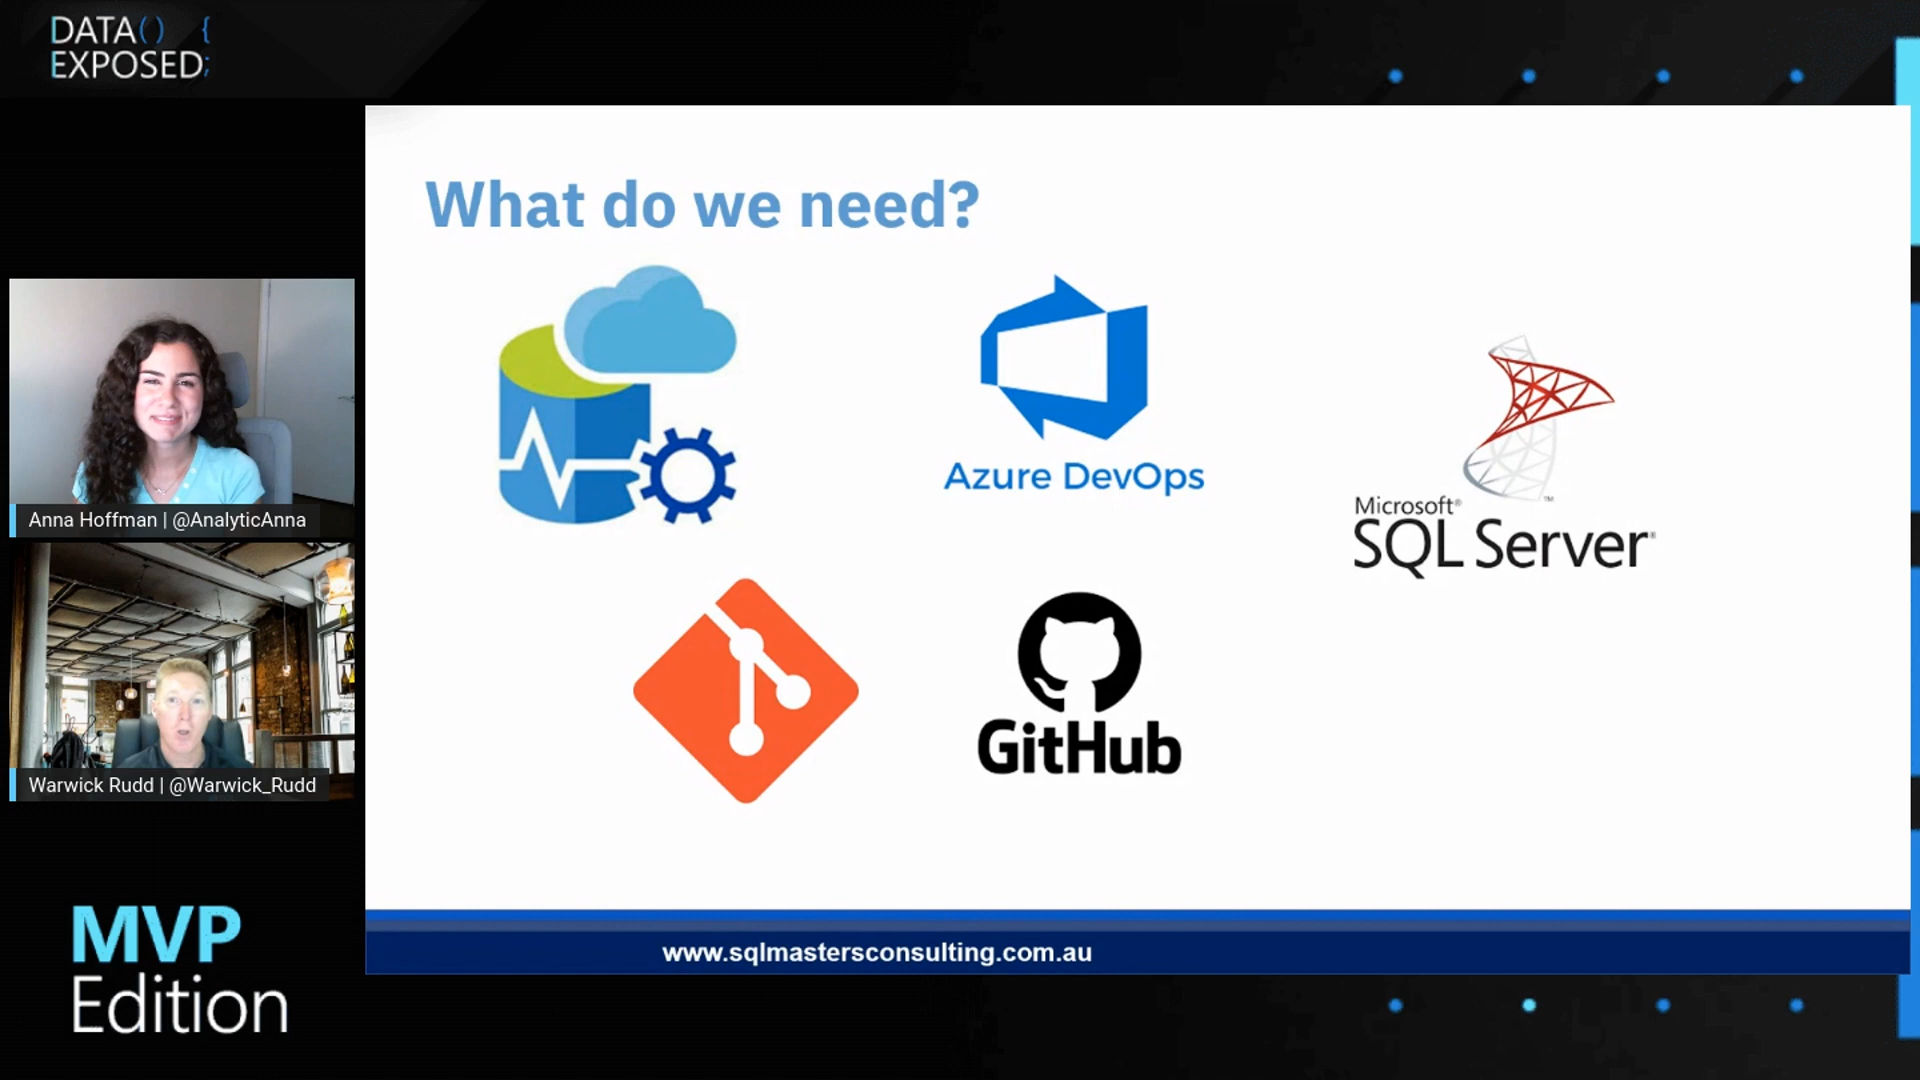 DATA() {
EXPOSED;
What do we need?
Azure DevOps
Microsoft®
SQL Server®
™
GitHub
Anna Hoffman | @AnalyticAnna
Warwick Rudd | @Warwick_Rudd
MVP
Edition
www.sqlmastersconsulting.com.au